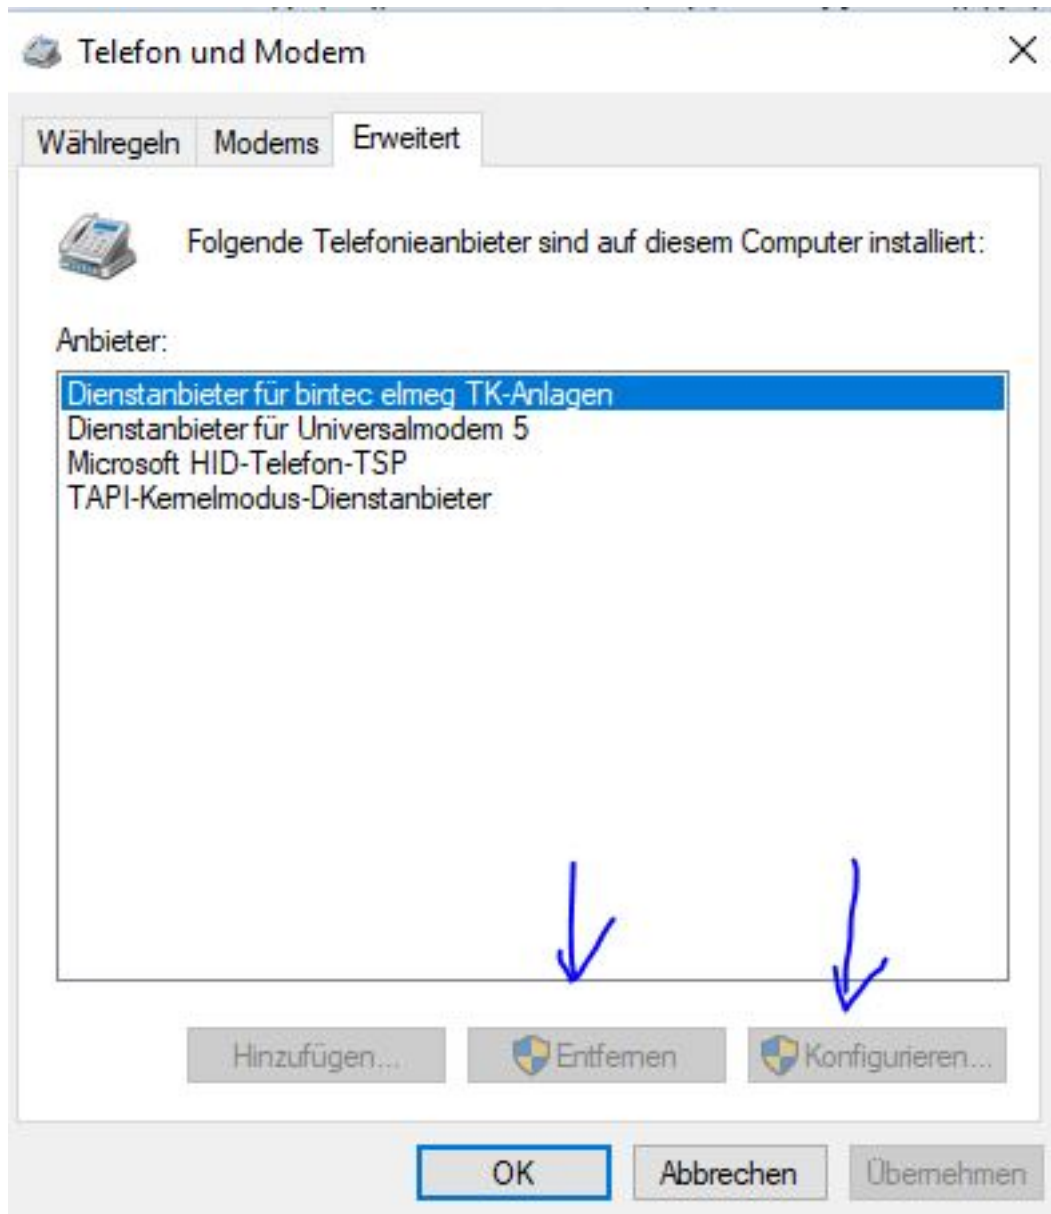 Telefon und Modem
Wählregeln
Modems
Erweitert
Folgende Telefonieanbieter sind auf diesem Computer installiert:
Anbieter:
Dienstanbieter für bintec elmeg TK-Anlagen
Dienstanbieter für Universalmodem 5
Microsoft HID-Telefon-TSP
TAPI-Kernelmodus-Dienstanbieter
Hinzufügen...
Entfernen
Konfigurieren...
OK
Abbrechen
Übernehmen